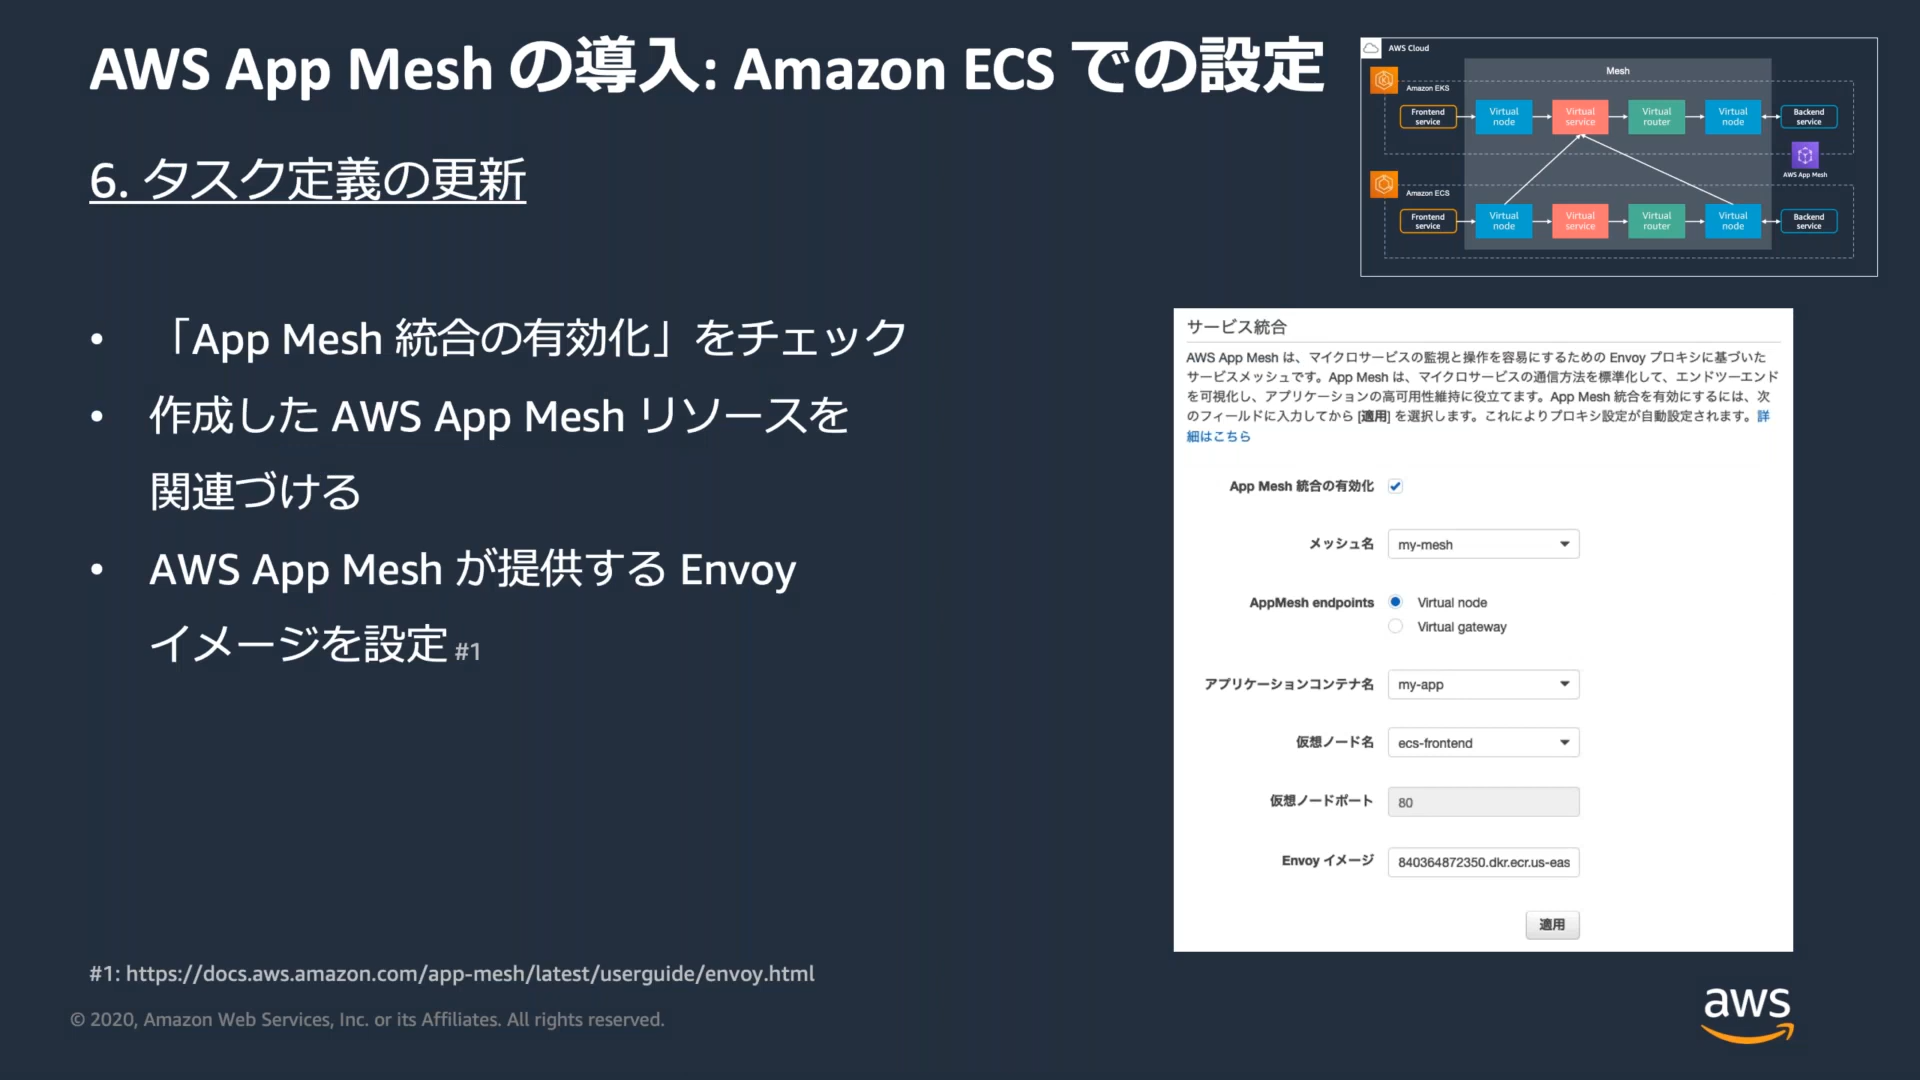 AWS App Mesh の導入: Amazon ECS での設定
6. タスク定義の更新
• 「App Mesh 統合の有効化」をチェック
• 作成した AWS App Mesh リソースを
関連づける
• AWS App Mesh が提供する Envoy
イメージを設定 #1
AWS Cloud
Mesh
Amazon EKS
Frontend service
Virtual node
Virtual service
Virtual router
Virtual node
Backend service
AWS App Mesh
Amazon ECS
Frontend service
Virtual node
Virtual service
Virtual router
Virtual node
Backend service
サービス統合
AWS App Mesh は、マイクロサービスの監視と操作を容易にするための Envoy プロキシに基づいた
サービスメッシュです。App Mesh は、マイクロサービスの通信方法を標準化して、エンドツーエンド
を可視化し、アプリケーションの高可用性維持に役立てます。App Mesh 統合を有効にするには、次
のフィールドに入力してから [適用] を選択します。これによりプロキシ設定が自動設定されます。詳
細はこちら
App Mesh 統合の有効化
メッシュ名 my-mesh
AppMesh endpoints Virtual node
Virtual gateway
アプリケーションコンテナ名 my-app
仮想ノード名 ecs-frontend
仮想ノードポート 80
Envoy イメージ 840364872350.dkr.ecr.us-eas
適用
#1: https://docs.aws.amazon.com/app-mesh/latest/userguide/envoy.html
© 2020, Amazon Web Services, Inc. or its Affiliates. All rights reserved.
aws